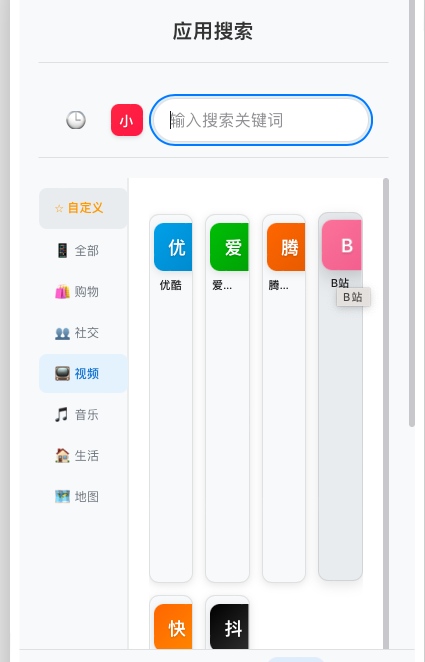 应用搜索
小
输入搜索关键词
☆ 自定义
全部
购物
社交
视频
音乐
生活
地图
优
爱
腾
B
优酷
爱...
腾...
B站
B站
快
抖